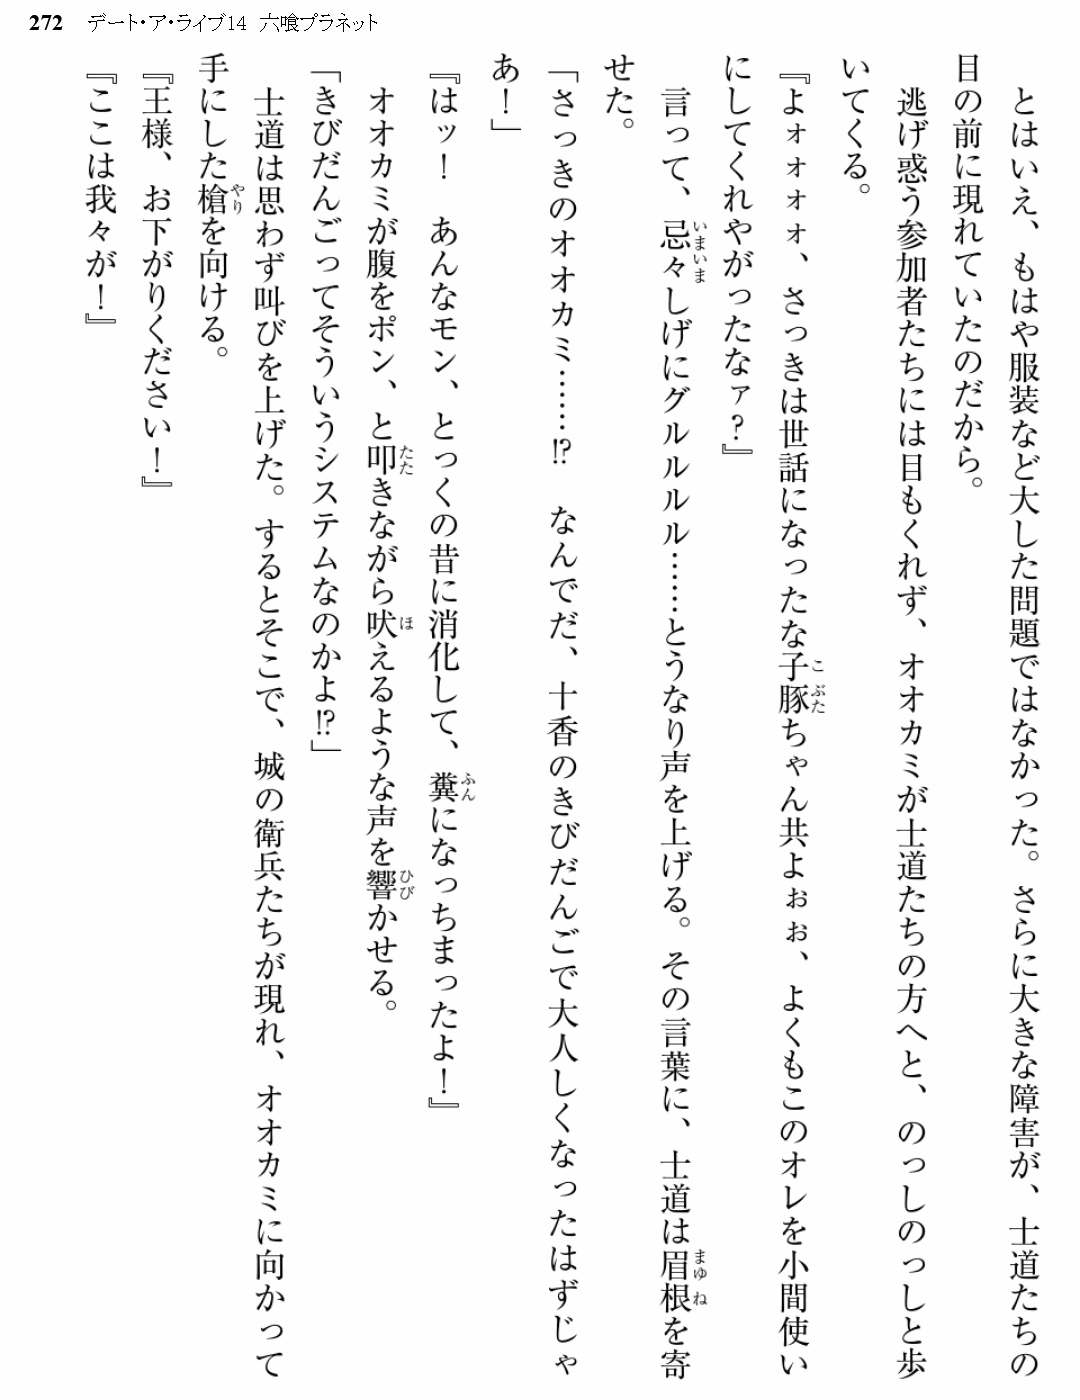 272 デート・ア・ライブ14 六喰プラネット
　とはいえ、もはや服装など大した問題ではなかった。さらに大きな障害が、士道たちの
目の前に現れていたのだから。
　逃げ惑う参加者たちには目もくれず、オオカミが士道たちの方へと、のっしのっしと歩
いてくる。
『よォォォォ、さっきは世話になったな子豚ちゃん共よぉぉ、よくもこのオレを小間使い
にしてくれやがったなァ?』
　言って、忌々しげにグルルルル……とうなり声を上げる。その言葉に、士道は眉根を寄
せた。
「さっきのオオカミ……!?　なんでだ、十香のきびだんごで大人しくなったはずじゃ
あ!」
『はッ!　あんなモン、とっくの昔に消化して、糞になっちまったよ!』
　オオカミが腹をポン、と叩きながら吠えるような声を響かせる。
「きびだんごってそういうシステムなのかよ!?」
　士道は思わず叫びを上げた。するとそこで、城の衛兵たちが現れ、オオカミに向かって
手にした槍を向ける。
『王様、お下がりください!』
『ここは我々が!』